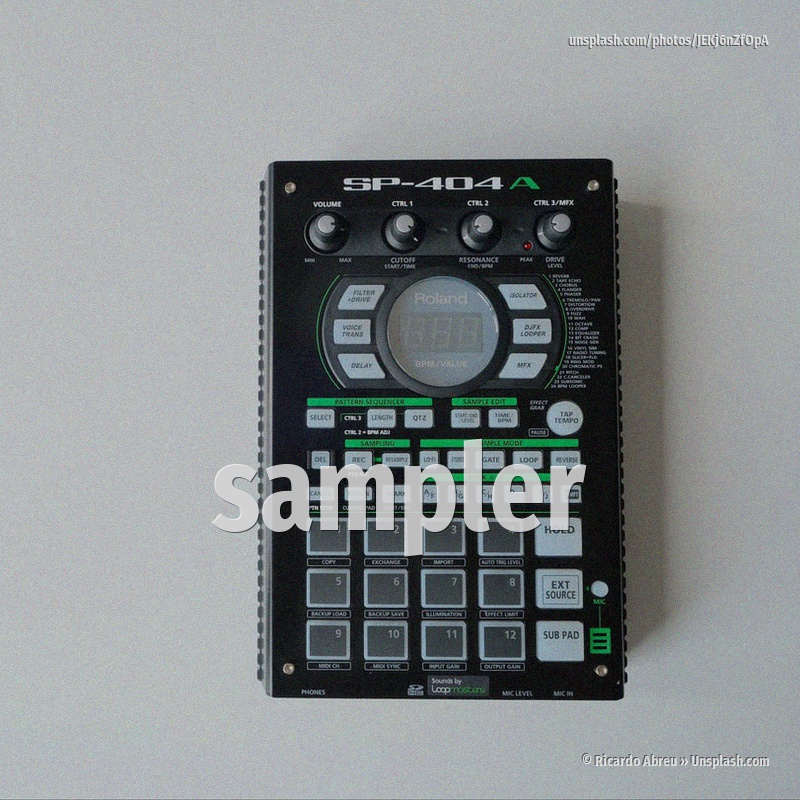 unsplash.com/photos/JEKj6nZfOpA
SP-404 A
VOLUME CTRL 1 CTRL 2 CTRL 3/MFX
MIN MAX CUTOFF RESONANCE PEAK DRIVE
START/TIME END/BPM LEVEL
1 REVERB
2 TAPE ECHO
3 CHORUS
4 FLANGER
5 PHASER
6 TREMOLO/PAN
7 DISTORTION
8 OVERDRIVE
9 FUZZ
10 WAH
11 OCTAVE
12 COMP
13 EQUALIZER
14 BIT CRASH
15 NOISE GEN
16 VINYL SIM
17 RADIO TUNING
18 SLICER+FLG
19 RING MOD
20 CHROMATIC PS
21 PITCH
22 C.CANCELER
23 SUBSONIC
24 BPM LOOPER
FILTER
+DRIVE
Roland
ISOLATOR
VOICE
TRANS
DJFX
LOOPER
DELAY
BPM/VALUE
MFX
PATTERN SEQUENCER SAMPLE EDIT
EFFECT
GRAB
SELECT CTRL 3 LENGTH QTZ
START/END
/LEVEL
TIME/
BPM
TAP
TEMPO
CTRL 2 = BPM ADJ
PAUSE
SAMPLING SAMPLE MODE
DEL REC RESAMPLE LO-FI STEREO GATE LOOP REVERSE
sampler
HOLD
1 2 3
COPY EXCHANGE IMPORT AUTO TRIG LEVEL
5 6 7 8
EXT
SOURCE
MIC
BACKUP LOAD BACKUP SAVE ILLUMINATION EFFECT LIMIT
9 10 11 12 SUB PAD
MIDI CH MIDI SYNC INPUT GAIN OUTPUT GAIN
PHONES
Sounds by
Loopmasters
MIC LEVEL MIC IN
© Ricardo Abreu » Unsplash.com